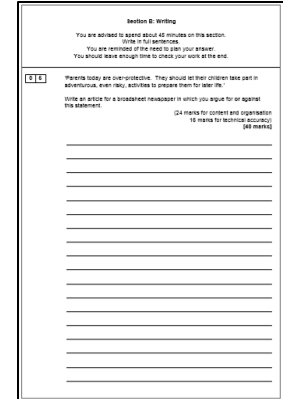 Section B: Writing
You are advised to spend about 45 minutes on this section.
Write in full sentences.
You are reminded of the need to plan your answer.
You should leave enough time to check your work at the end.
0 6
'Parents today are over-protective. They should let their children take part in
adventurous, even risky, activities to prepare them for later life.'
Write an article for a broadsheet newspaper in which you argue for or against
this statement.
(24 marks for content and organisation
16 marks for technical accuracy)
[40 marks]